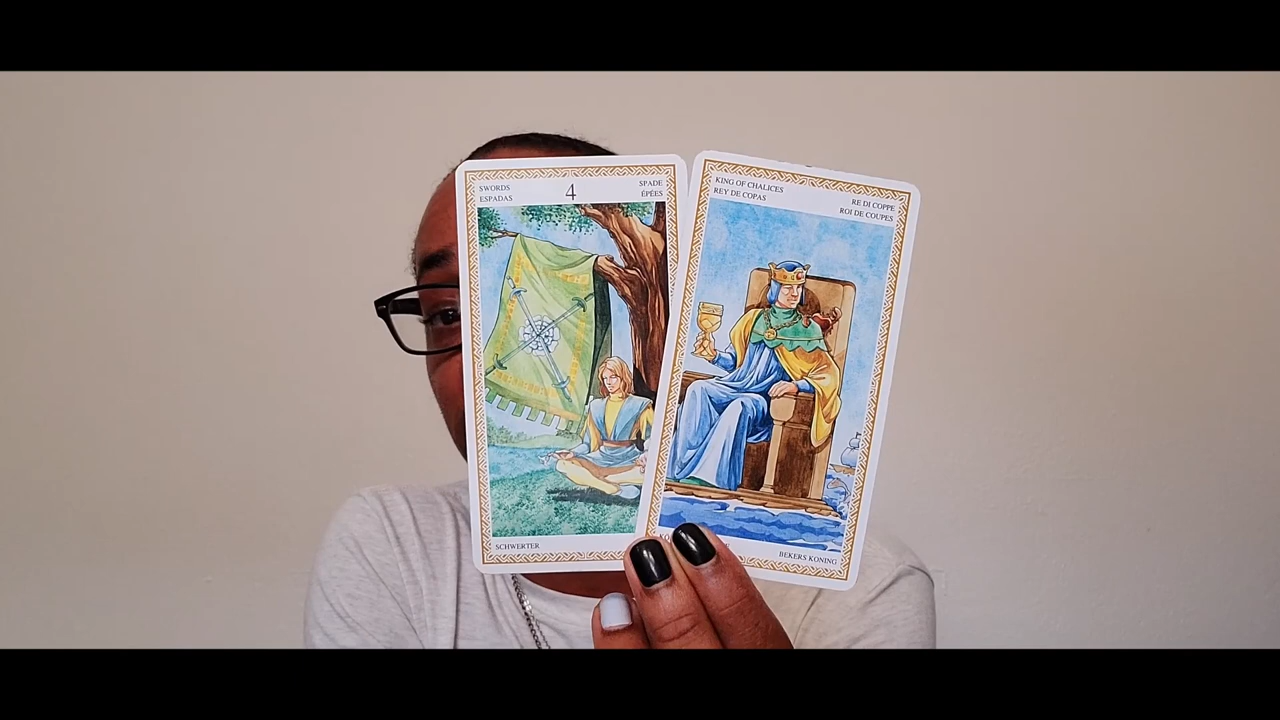 SWORDS
ESPADAS
4
SPADE
ÉPÉES
SCHWERTER
KING OF CHALICES
REY DE COPAS
RE DI COPPE
ROI DE COUPES
BEKERS KONING